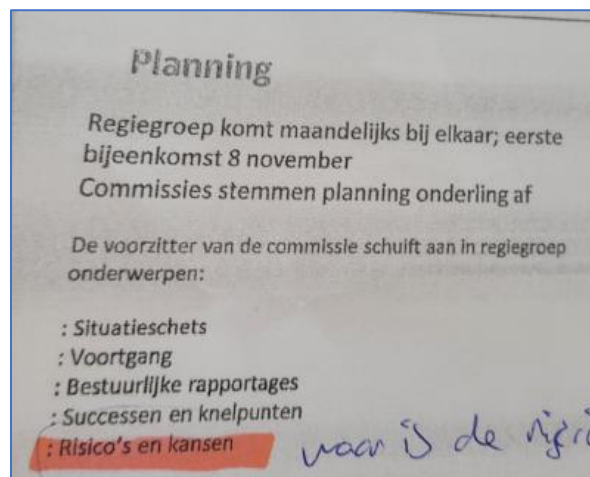 Planning
Regiegroep komt maandelijks bij elkaar; eerste
bijeenkomst 8 november
Commissies stemmen planning onderling af
De voorzitter van de commissie schuift aan in regiegroep
onderwerpen:
: Situatieschets
: Voortgang
: Bestuurlijke rapportages
: Successen en knelpunten
: Risico's en kansen
waar is de